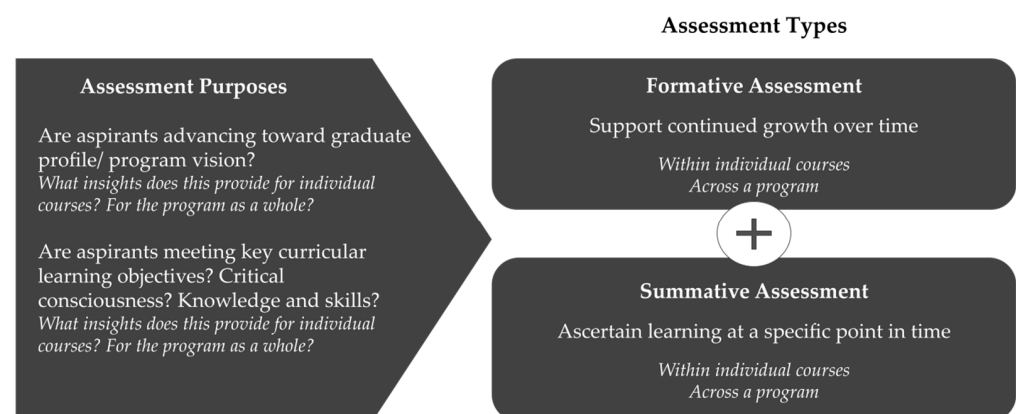 Assessment Types
Assessment Purposes
Are aspirants advancing toward graduate
profile/ program vision?
What insights does this provide for individual
courses? For the program as a whole?
Are aspirants meeting key curricular
learning objectives? Critical
consciousness? Knowledge and skills?
What insights does this provide for individual
courses? For the program as a whole?
Formative Assessment
Support continued growth over time
Within individual courses
Across a program
+
Summative Assessment
Ascertain learning at a specific point in time
Within individual courses
Across a program